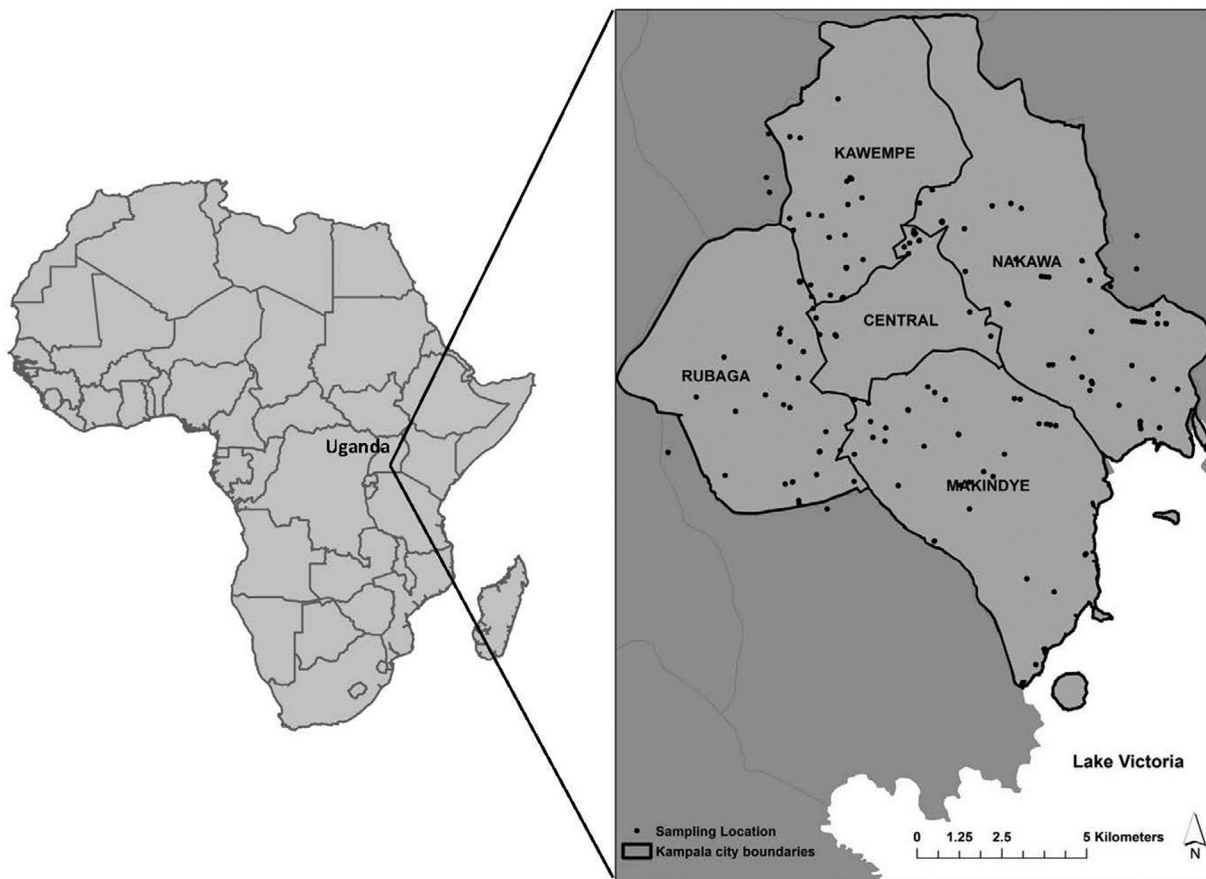 Uganda
KAWEMPE
NAKAWA
CENTRAL
RUBAGA
MAKINDYE
Lake Victoria
Sampling Location
Kampala city boundaries
0 1.25 2.5 5 Kilometers
N